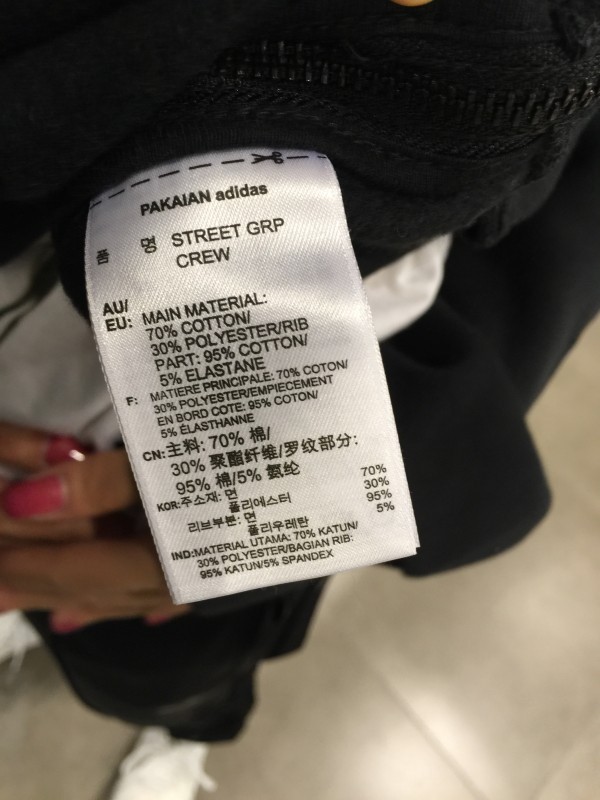 PAKAIAN adidas
품 명 STREET GRP
CREW
AU/
EU: MAIN MATERIAL:
70% COTTON/
30% POLYESTER/RIB
PART: 95% COTTON/
5% ELASTANE
F: MATIERE PRINCIPALE: 70% COTON/
30% POLYESTER/EMPIECEMENT
EN BORD COTE: 95% COTON/
5% ÉLASTHANNE
CN: 主料: 70% 棉/
30% 聚酯纤维/罗纹部分:
95% 棉/5% 氨纶
KOR: 주소재: 면 70%
폴리에스터 30%
리브부분: 면 95%
폴리우레탄 5%
IND: MATERIAL UTAMA: 70% KATUN/
30% POLYESTER/BAGIAN RIB:
95% KATUN/5% SPANDEX